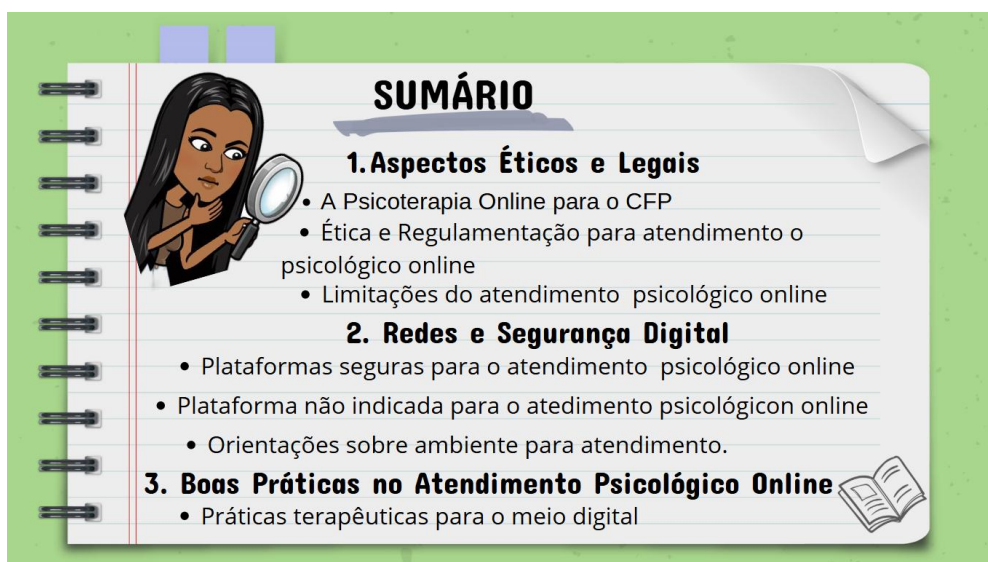 SUMÁRIO
1. Aspectos Éticos e Legais
• A Psicoterapia Online para o CFP
• Ética e Regulamentação para atendimento o
psicológico online
• Limitações do atendimento psicológico online
2. Redes e Segurança Digital
• Plataformas seguras para o atendimento psicológico online
• Plataforma não indicada para o atedimento psicológicon online
• Orientações sobre ambiente para atendimento.
3. Boas Práticas no Atendimento Psicológico Online
• Práticas terapêuticas para o meio digital